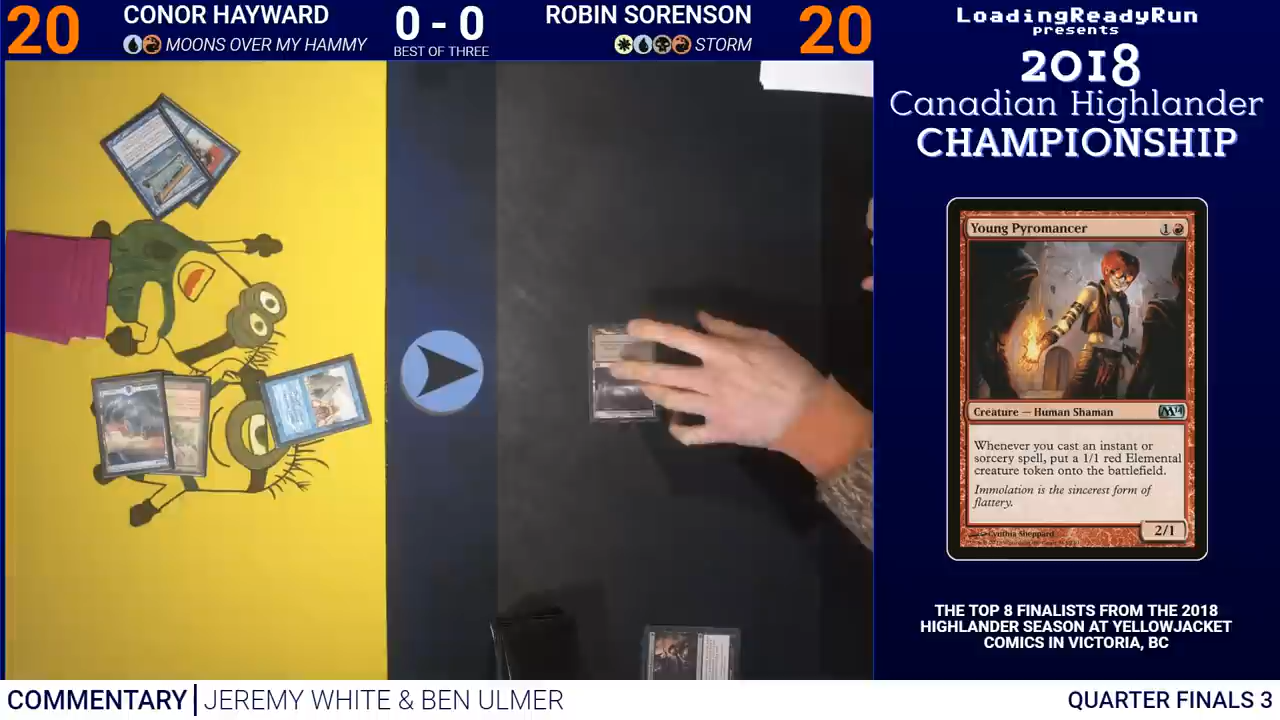 20
CONOR HAYWARD
MOONS OVER MY HAMMY
0 - 0
BEST OF THREE
ROBIN SORENSON
STORM
20
LoadingReadyRun
presents
2018
Canadian Highlander
CHAMPIONSHIP
Young Pyromancer 1
Creature — Human Shaman M14
Whenever you cast an instant or
sorcery spell, put a 1/1 red Elemental
creature token onto the battlefield.
Immolation is the sincerest form of
flattery.
2/1
Cynthia Sheppard
THE TOP 8 FINALISTS FROM THE 2018
HIGHLANDER SEASON AT YELLOWJACKET
COMICS IN VICTORIA, BC
COMMENTARY | JEREMY WHITE & BEN ULMER
QUARTER FINALS 3